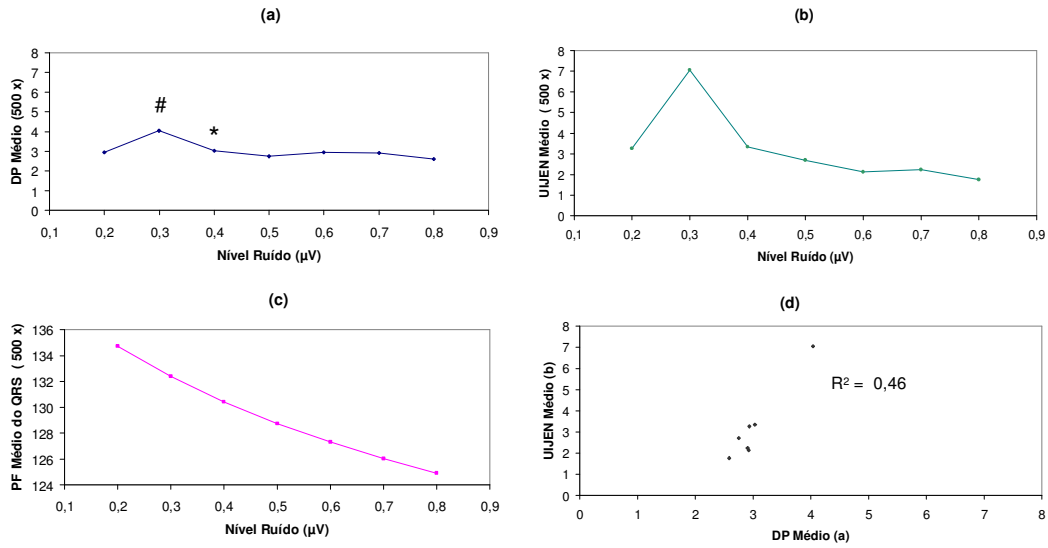 (a)
DP Médio (500 x)
8
7
6
5
4
3
2
1
0
#
*
0,1 0,2 0,3 0,4 0,5 0,6 0,7 0,8 0,9
Nível Ruído (µV)
(b)
UIJEN Médio ( 500 x)
8
7
6
5
4
3
2
1
0
0,1 0,2 0,3 0,4 0,5 0,6 0,7 0,8 0,9
Nível Ruído (µV)
(c)
PF Médio do QRS ( 500 x)
136
134
132
130
128
126
124
0,1 0,2 0,3 0,4 0,5 0,6 0,7 0,8 0,9
Nível Ruído (µV)
(d)
UIJEN Médio (b)
8
7
6
5
4
3
2
1
0
R² = 0,46
0 1 2 3 4 5 6 7 8
DP Médio (a)